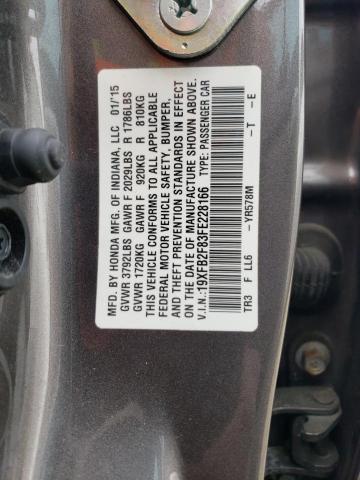 MFD. BY HONDA MFG. OF INDIANA, LLC 01/'15
GVWR 3792LBS GAWR F 2029LBS R 1786LBS
GVWR 1720KG GAWR F 920KG R 810KG
THIS VEHICLE CONFORMS TO ALL APPLICABLE
FEDERAL MOTOR VEHICLE SAFETY, BUMPER,
AND THEFT PREVENTION STANDARDS IN EFFECT
ON THE DATE OF MANUFACTURE SHOWN ABOVE.
V.I.N.:19XFB2F83FE228166 TYPE: PASSENGER CAR
TR3 F LL6 -YR578M -T -E